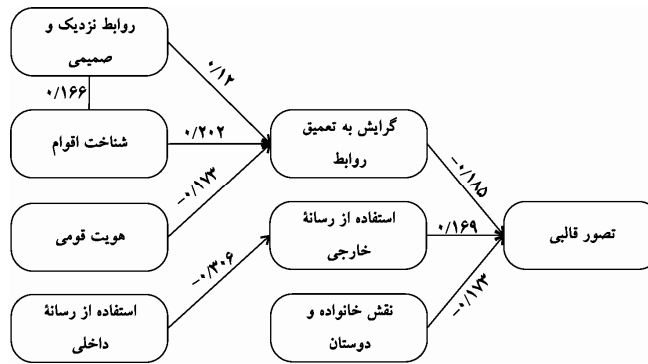 روابط نزدیک و
صمیمی
۰/۱۲
۰/۱۶۶
شناخت اقوام
۰/۲۰۲
گرایش به تعمیق
روابط
−۰/۱۷۳
−۰/۱۸۵
هویت قومی
استفاده از رسانهٔ
خارجی
۰/۱۶۹
تصور قالبی
−۰/۳۰۶
−۰/۱۷۳
استفاده از رسانهٔ
داخلی
نقش خانواده و
دوستان